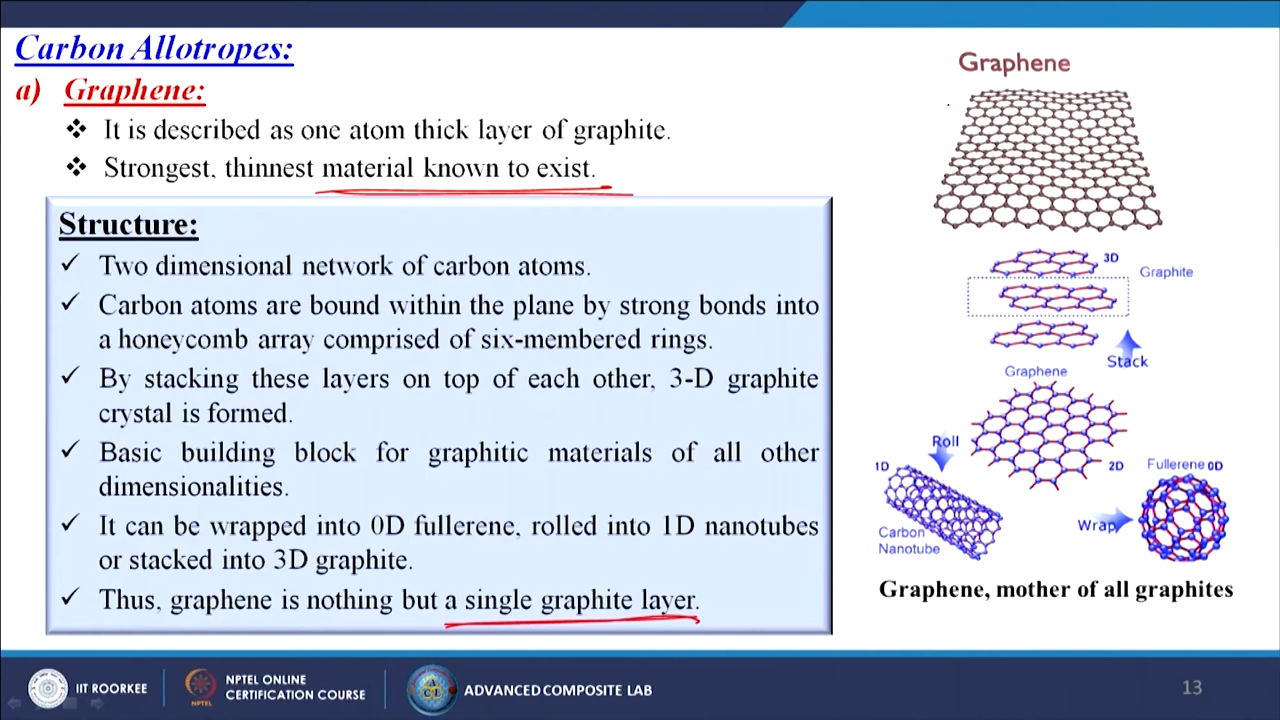 Carbon Allotropes:
a) Graphene:
❖ It is described as one atom thick layer of graphite.
❖ Strongest, thinnest material known to exist.
Structure:
✓ Two dimensional network of carbon atoms.
✓ Carbon atoms are bound within the plane by strong bonds into
a honeycomb array comprised of six-membered rings.
✓ By stacking these layers on top of each other, 3-D graphite
crystal is formed.
✓ Basic building block for graphitic materials of all other
dimensionalities.
✓ It can be wrapped into 0D fullerene, rolled into 1D nanotubes
or stacked into 3D graphite.
✓ Thus, graphene is nothing but a single graphite layer.
Graphene
3D
Graphite
Stack
Graphene
Roll
1D
2D
Fullerene 0D
Wrap
Carbon
Nanotube
Graphene, mother of all graphites
IIT ROORKEE
NPTEL
NPTEL ONLINE
CERTIFICATION COURSE
ACL
ADVANCED COMPOSITE LAB
13